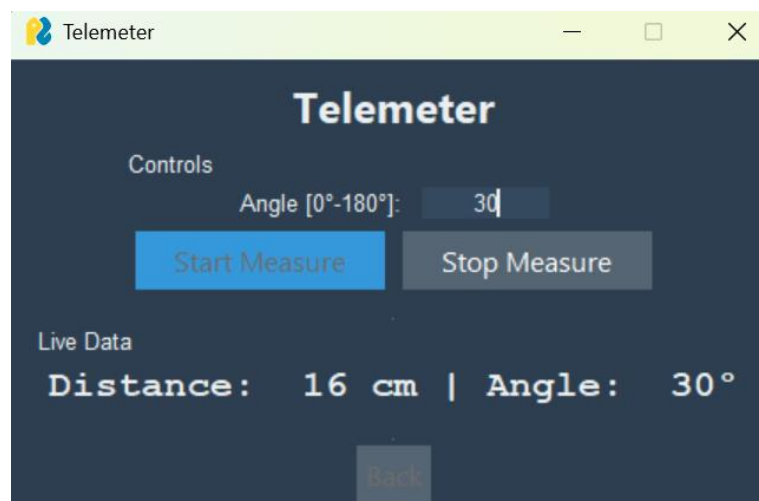 Telemeter
Telemeter
Controls
Angle [0°-180°]: 30
Start Measure Stop Measure
Live Data
Distance: 16 cm | Angle: 30°
Back